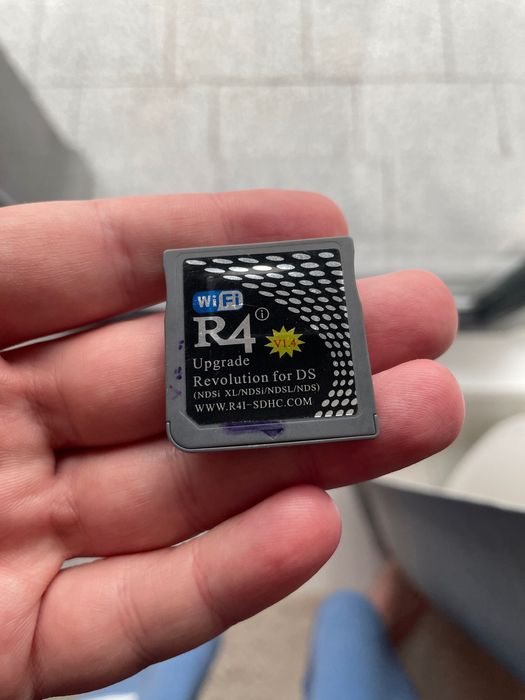 WiFi
R4 i
V1.4
Upgrade
Revolution for DS
(NDSi XL/NDSi/NDSL/NDS)
WWW.R4I-SDHC.COM